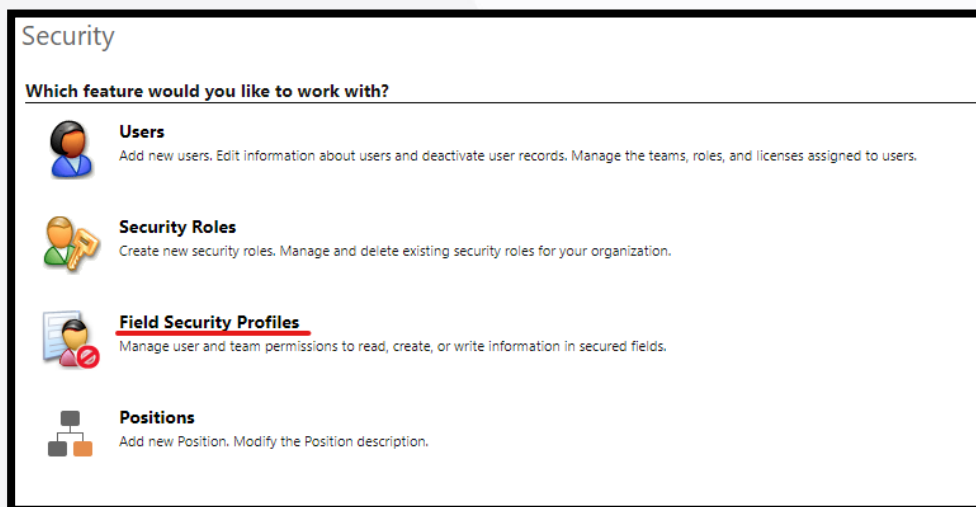 Security
Which feature would you like to work with?
Users
Add new users. Edit information about users and deactivate user records. Manage the teams, roles, and licenses assigned to users.
Security Roles
Create new security roles. Manage and delete existing security roles for your organization.
Field Security Profiles
Manage user and team permissions to read, create, or write information in secured fields.
Positions
Add new Position. Modify the Position description.